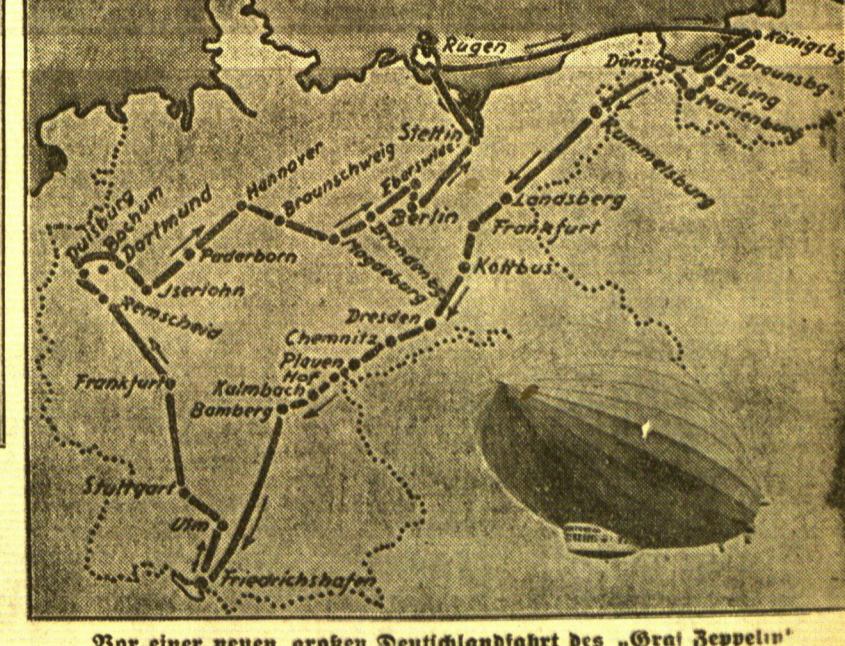 Rügen
Königsbg.
Danzig
Braunsbg.
Elbing
Marienburg
Stettin
Rummelsburg
Eberswlde.
Hannover
Braunschweig
Berlin
Landsberg
Duisburg
Bochum
Dortmund
Brandenbg.
Frankfurt
Paderborn
Magdeburg
Kottbus
Iserlohn
Remscheid
Dresden
Chemnitz
Plauen
Hof
Frankfurt
Kulmbach
Bamberg
Stuttgart
Ulm
Friedrichshafen
Vor einer neuen großen Deutschlandfahrt des „Graf Zeppelin“